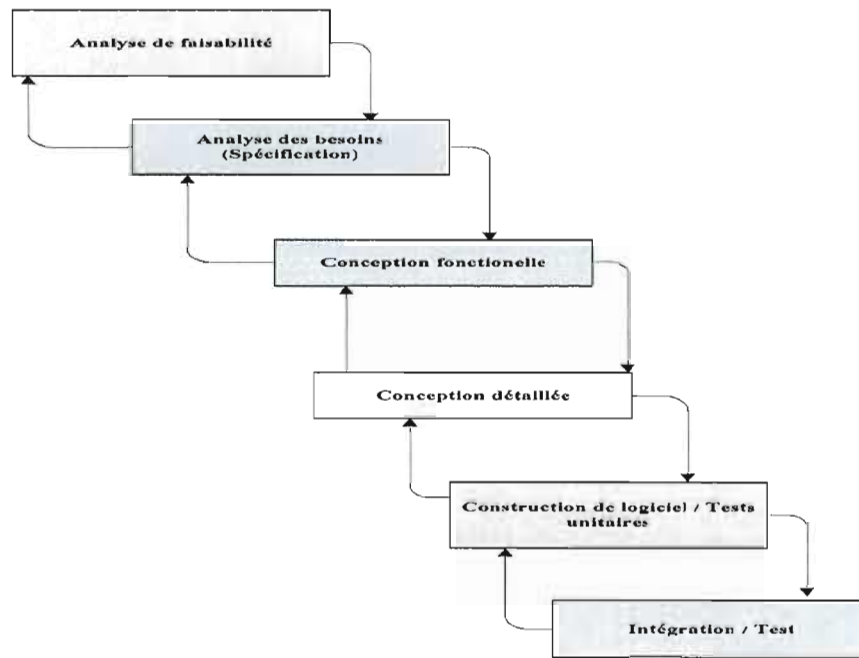 Analyse de faisabilité
Analyse des besoins
(Spécification)
Conception fonctionelle
Conception détaillée
Construction de logiciel / Tests
unitaires
Intégration / Test